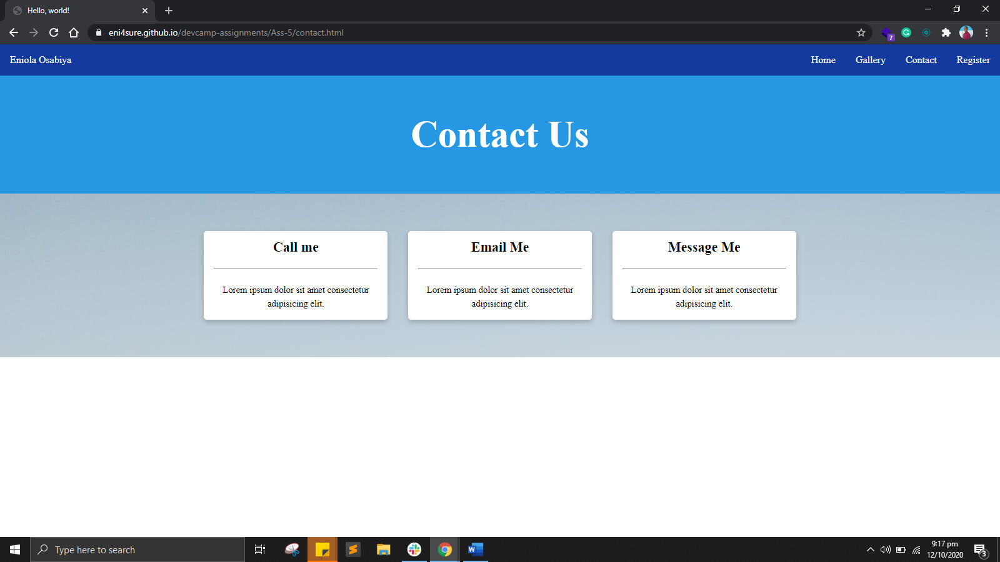 Hello, world!
eni4sure.github.io/devcamp-assignments/Ass-5/contact.html
7
Eniola Osabiya
Home Gallery Contact Register
Contact Us
Call me
Lorem ipsum dolor sit amet consectetur
adipisicing elit.
Email Me
Lorem ipsum dolor sit amet consectetur
adipisicing elit.
Message Me
Lorem ipsum dolor sit amet consectetur
adipisicing elit.
Type here to search
9:17 pm
12/10/2020
3